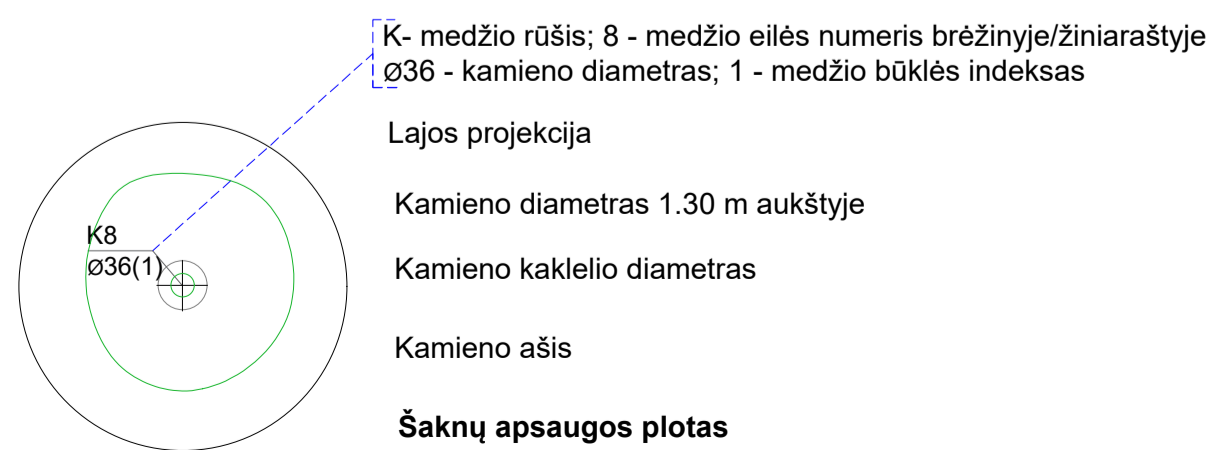 K- medžio rūšis; 8 - medžio eilės numeris brėžinyje/žiniaraštyje
Ø36 - kamieno diametras; 1 - medžio būklės indeksas
Lajos projekcija
Kamieno diametras 1.30 m aukštyje
K8
Ø36(1)
Kamieno kaklelio diametras
Kamieno ašis
Šaknų apsaugos plotas